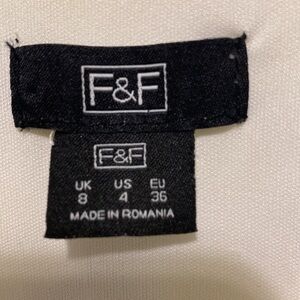 F&F
F&F
UK US EU
8 4 36
MADE IN ROMANIA